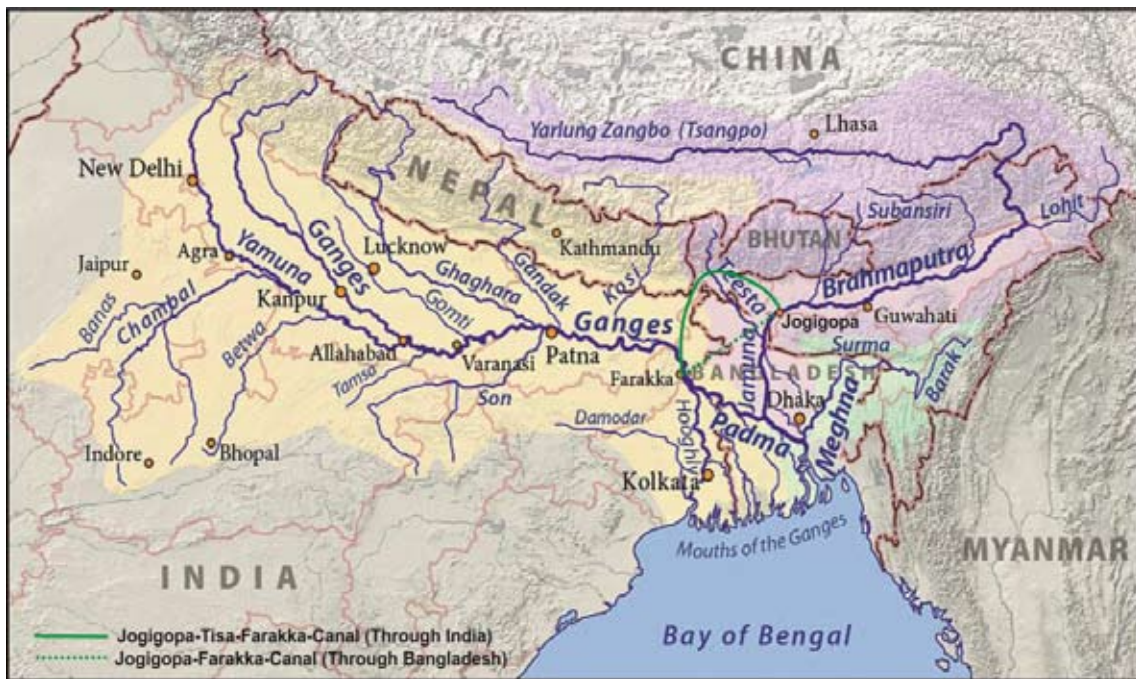 CHINA
Yarlung Zangbo (Tsangpo)
Lhasa
New Delhi
NEPAL
Subansiri
Lohit
Kathmandu
BHUTAN
Agra
Yamuna
Ganges
Lucknow
Ghaghara
Gandak
Kosi
Teesta
Brahmaputra
Jaipur
Banas
Chambal
Kanpur
Gomti
Ganges
Jogigopa
Guwahati
Betwa
Allahabad
Varanasi
Patna
Surma
Tamsa
Farakka
BANGLADESH
Jamuna
Barak
Son
Dhaka
Meghna
Damodar
Hooghly
Padma
Indore
Bhopal
Kolkata
Mouths of the Ganges
MYANMAR
INDIA
Jogigopa-Tisa-Farakka-Canal (Through India)
Jogigopa-Farakka-Canal (Through Bangladesh)
Bay of Bengal